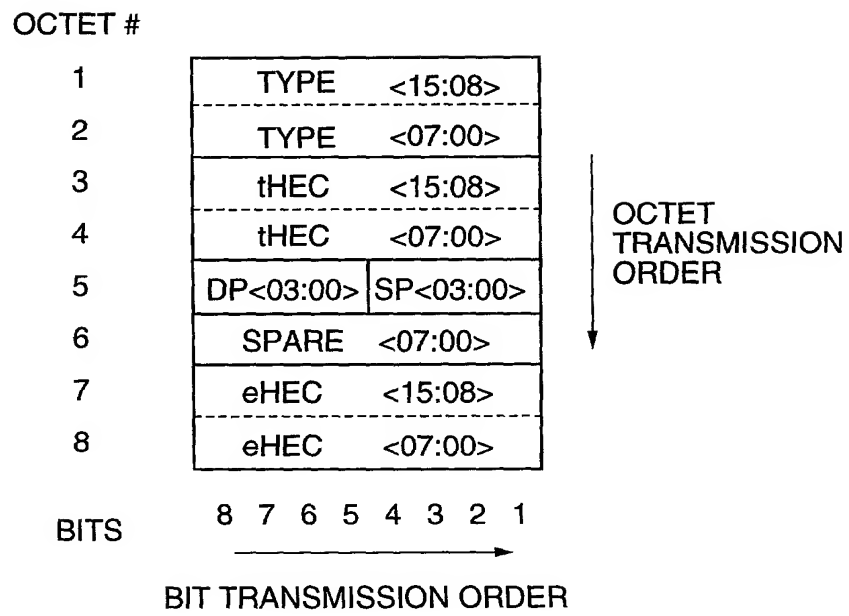 OCTET #
1 TYPE <15:08>
2 TYPE <07:00>
3 tHEC <15:08>
4 tHEC <07:00>
5 DP<03:00> SP<03:00>
6 SPARE <07:00>
7 eHEC <15:08>
8 eHEC <07:00>
OCTET
TRANSMISSION
ORDER
BITS 8 7 6 5 4 3 2 1
BIT TRANSMISSION ORDER